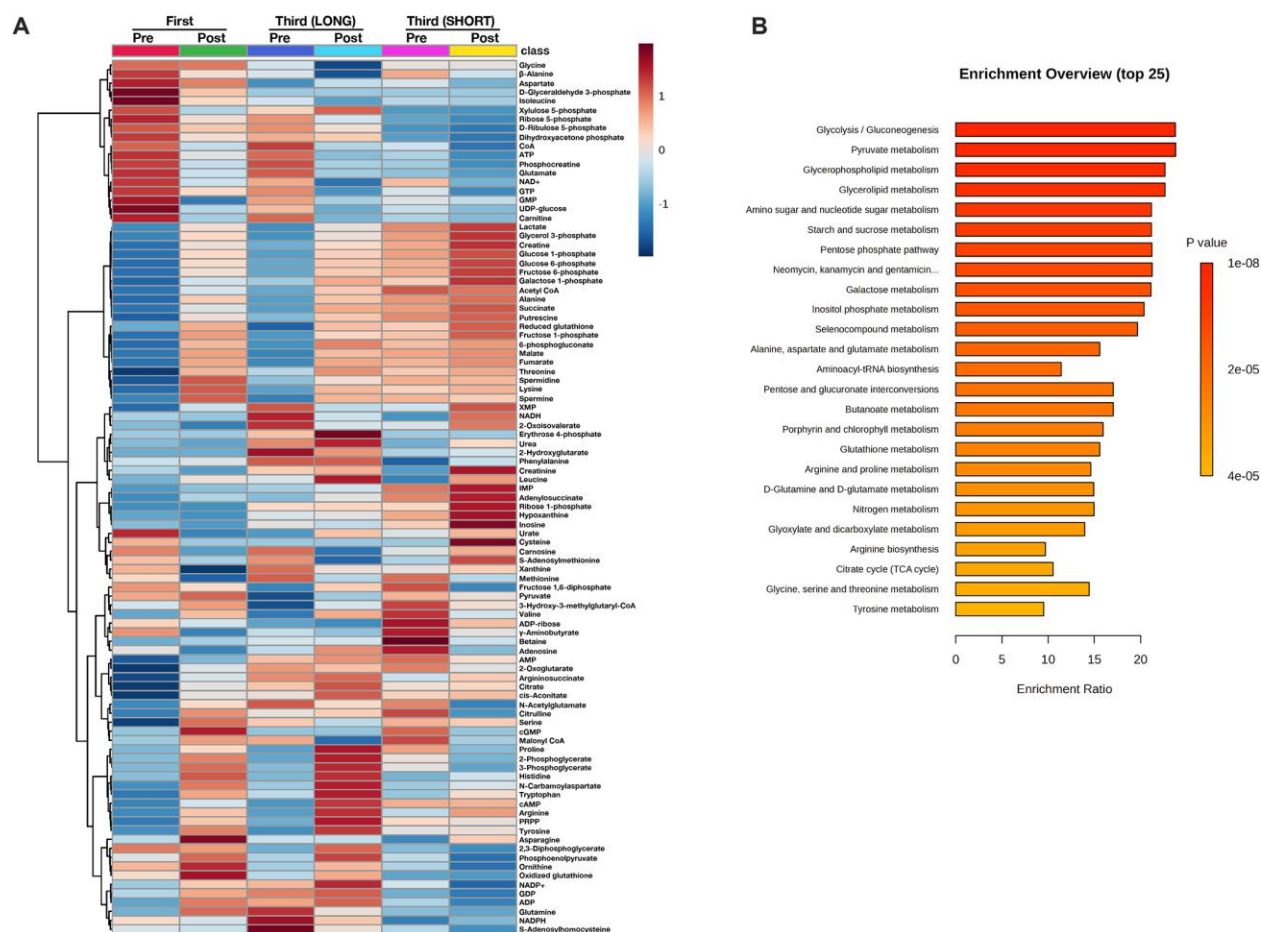 A
First Third (LONG) Third (SHORT)
Pre Post Pre Post Pre Post
class
Glycine
β-Alanine
Aspartate
D-Glyceraldehyde 3-phosphate
Isoleucine
Xylulose 5-phosphate
Ribose 5-phosphate
D-Ribulose 5-phosphate
Dihydroxyacetone phosphate
CoA
ATP
Phosphocreatine
Glutamate
NAD+
GTP
GMP
UDP-glucose
Carnitine
Lactate
Glycerol 3-phosphate
Creatine
Glucose 1-phosphate
Glucose 6-phosphate
Fructose 6-phosphate
Galactose 1-phosphate
Acetyl CoA
Alanine
Succinate
Putrescine
Reduced glutathione
Fructose 1-phosphate
6-phosphogluconate
Malate
Fumarate
Threonine
Spermidine
Lysine
Spermine
XMP
NADH
2-Oxoisovalerate
Erythrose 4-phosphate
Urea
2-Hydroxyglutarate
Phenylalanine
Creatinine
Leucine
IMP
Adenylosuccinate
Ribose 1-phosphate
Hypoxanthine
Inosine
Urate
Cysteine
Carnosine
S-Adenosylmethionine
Xanthine
Methionine
Fructose 1,6-diphosphate
Pyruvate
3-Hydroxy-3-methylglutaryl-CoA
Valine
ADP-ribose
γ-Aminobutyrate
Betaine
Adenosine
AMP
2-Oxoglutarate
Argininosuccinate
Citrate
cis-Aconitate
N-Acetylglutamate
Citrulline
Serine
cGMP
Malonyl CoA
Proline
2-Phosphoglycerate
3-Phosphoglycerate
Histidine
N-Carbamoylaspartate
Tryptophan
cAMP
Arginine
PRPP
Tyrosine
Asparagine
2,3-Diphosphoglycerate
Phosphoenolpyruvate
Ornithine
Oxidized glutathione
NADP+
GDP
ADP
Glutamine
NADPH
S-Adenosylhomocysteine
1
0
-1
B
Enrichment Overview (top 25)
Glycolysis / Gluconeogenesis
Pyruvate metabolism
Glycerophospholipid metabolism
Glycerolipid metabolism
Amino sugar and nucleotide sugar metabolism
Starch and sucrose metabolism
Pentose phosphate pathway
Neomycin, kanamycin and gentamicin...
Galactose metabolism
Inositol phosphate metabolism
Selenocompound metabolism
Alanine, aspartate and glutamate metabolism
Aminoacyl-tRNA biosynthesis
Pentose and glucuronate interconversions
Butanoate metabolism
Porphyrin and chlorophyll metabolism
Glutathione metabolism
Arginine and proline metabolism
D-Glutamine and D-glutamate metabolism
Nitrogen metabolism
Glyoxylate and dicarboxylate metabolism
Arginine biosynthesis
Citrate cycle (TCA cycle)
Glycine, serine and threonine metabolism
Tyrosine metabolism
0 5 10 15 20
Enrichment Ratio
P value
1e-08
2e-05
4e-05